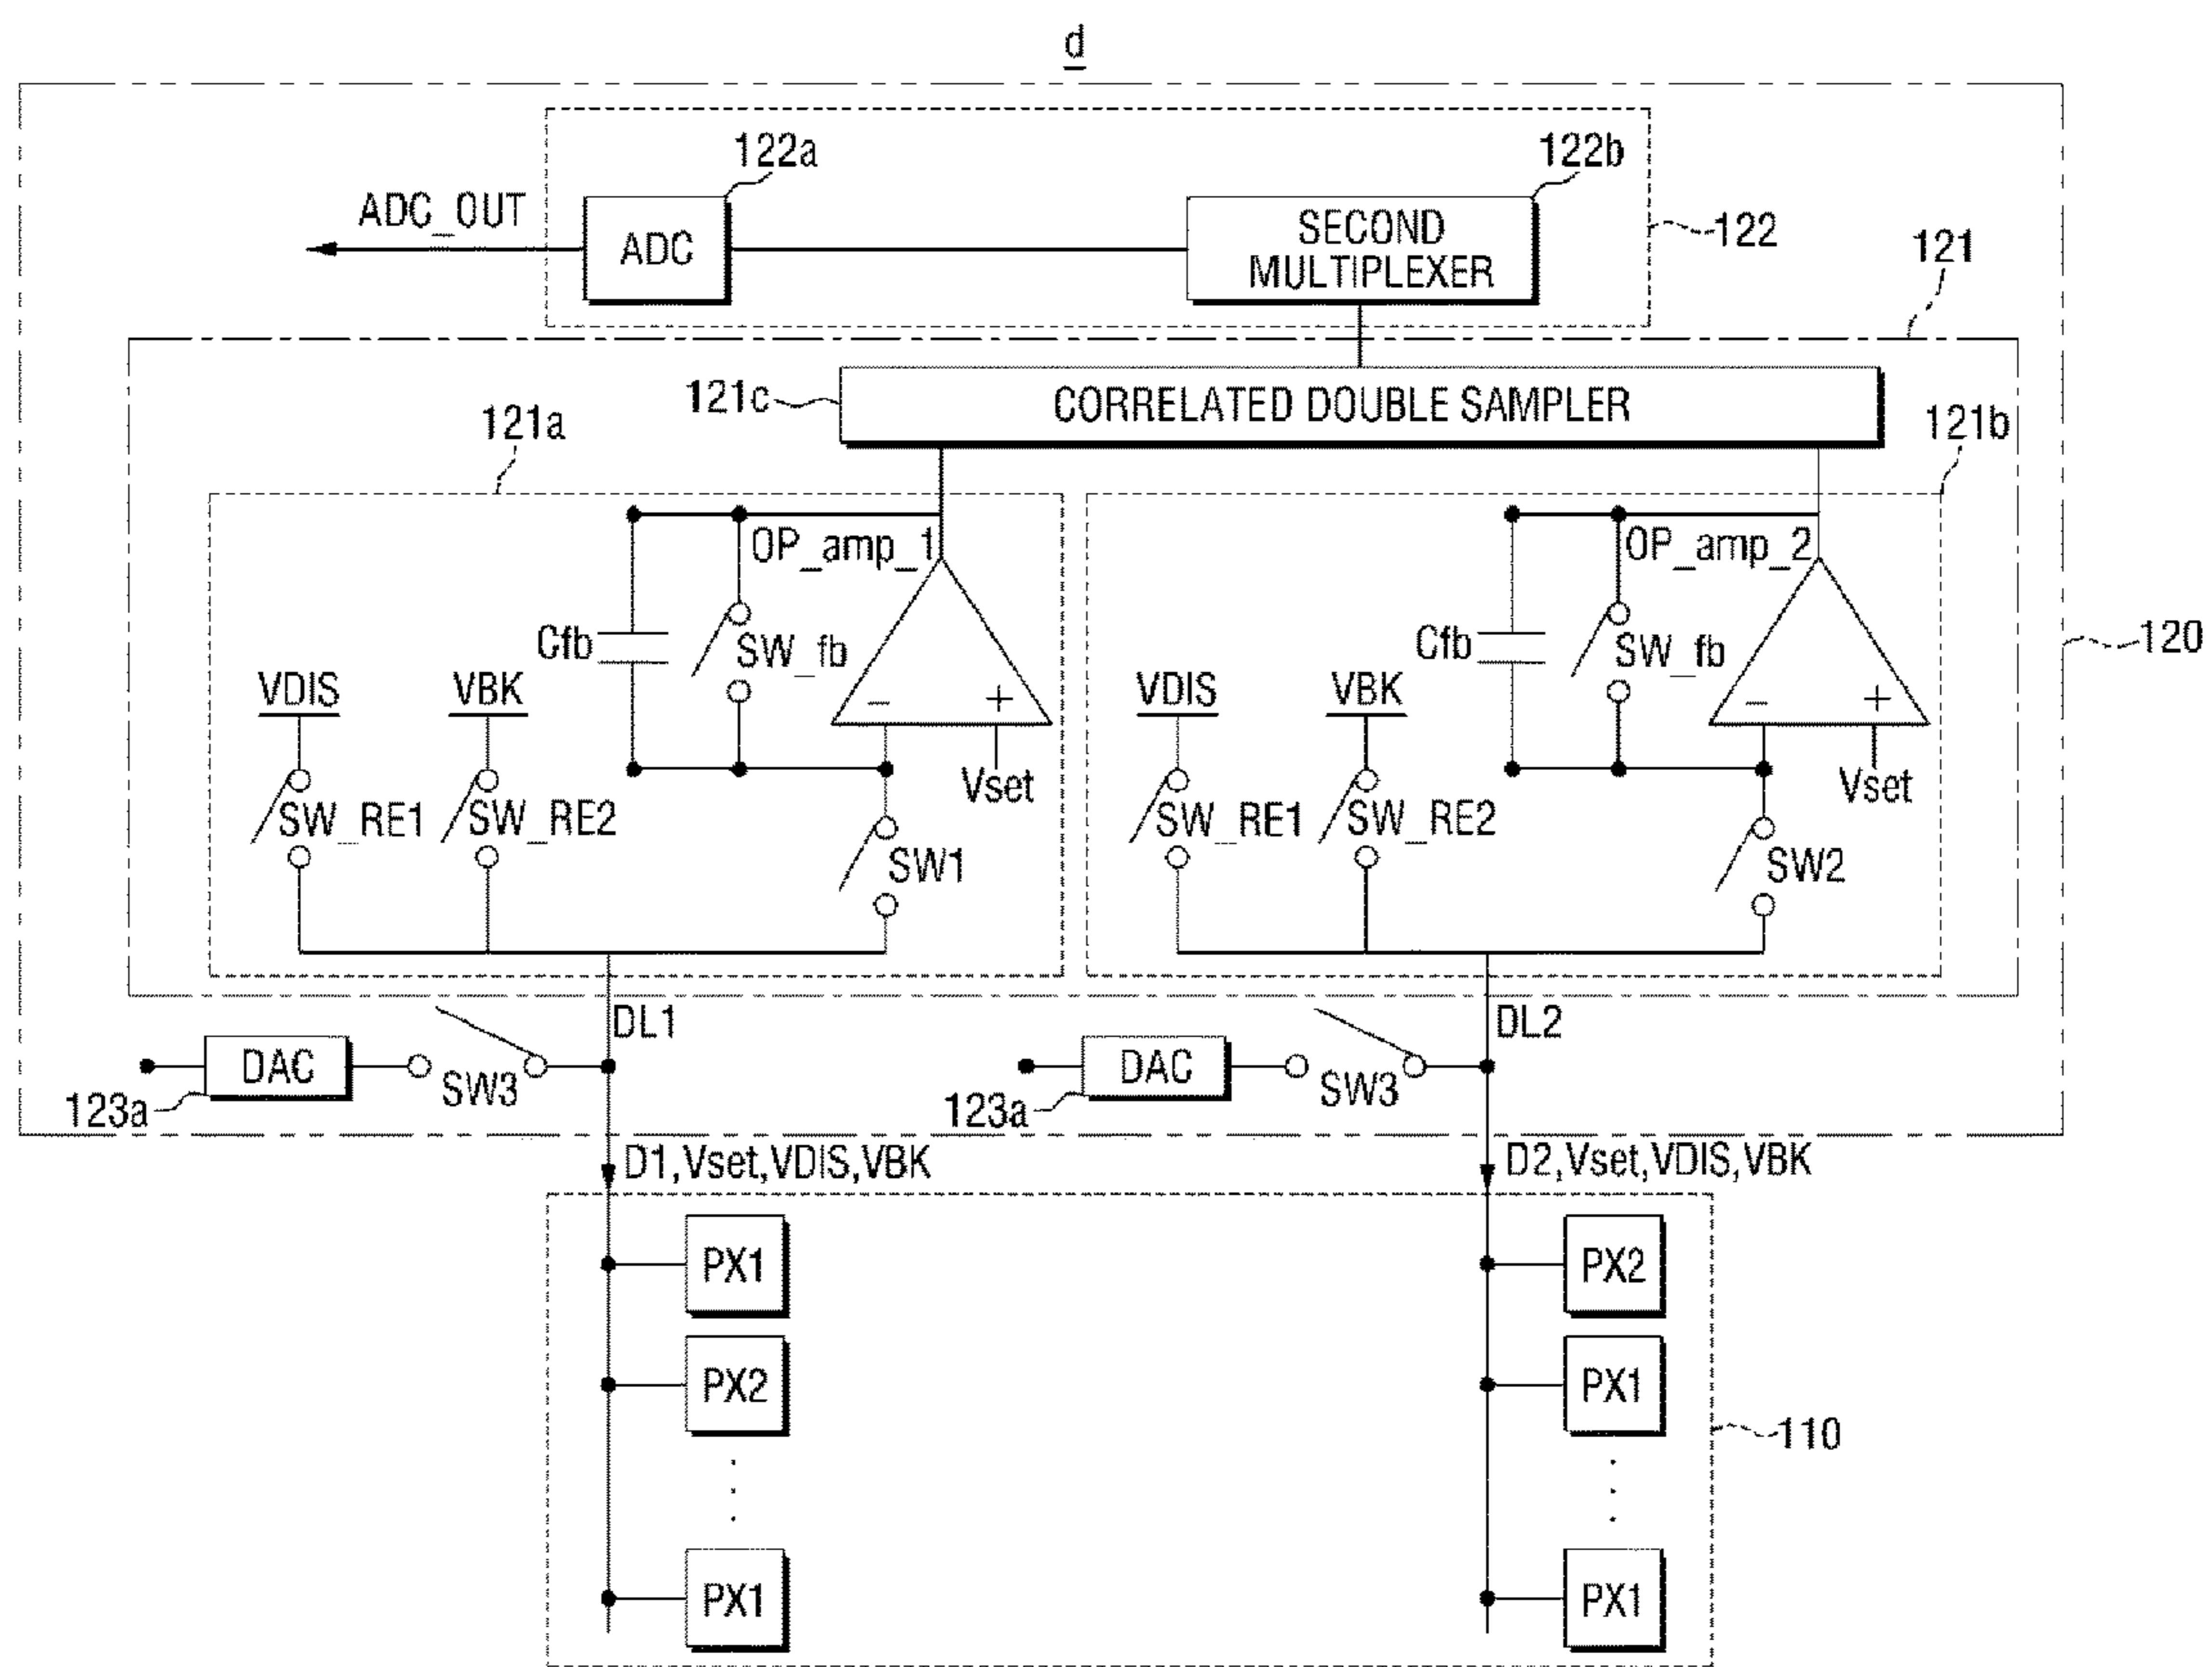 d
122a
122b
ADC_OUT
ADC
SECOND
MULTIPLEXER
122
121
121c
CORRELATED DOUBLE SAMPLER
121a
121b
OP_amp_1
OP_amp_2
Cfb
SW_fb
Cfb
SW_fb
120
VDIS
VBK
- +
VDIS
VBK
- +
Vset
Vset
SW_RE1
SW_RE2
SW1
SW_RE1
SW_RE2
SW2
DL1
DL2
DAC
SW3
DAC
SW3
123a
123a
D1,Vset,VDIS,VBK
D2,Vset,VDIS,VBK
PX1
PX2
PX2
PX1
110
PX1
PX1